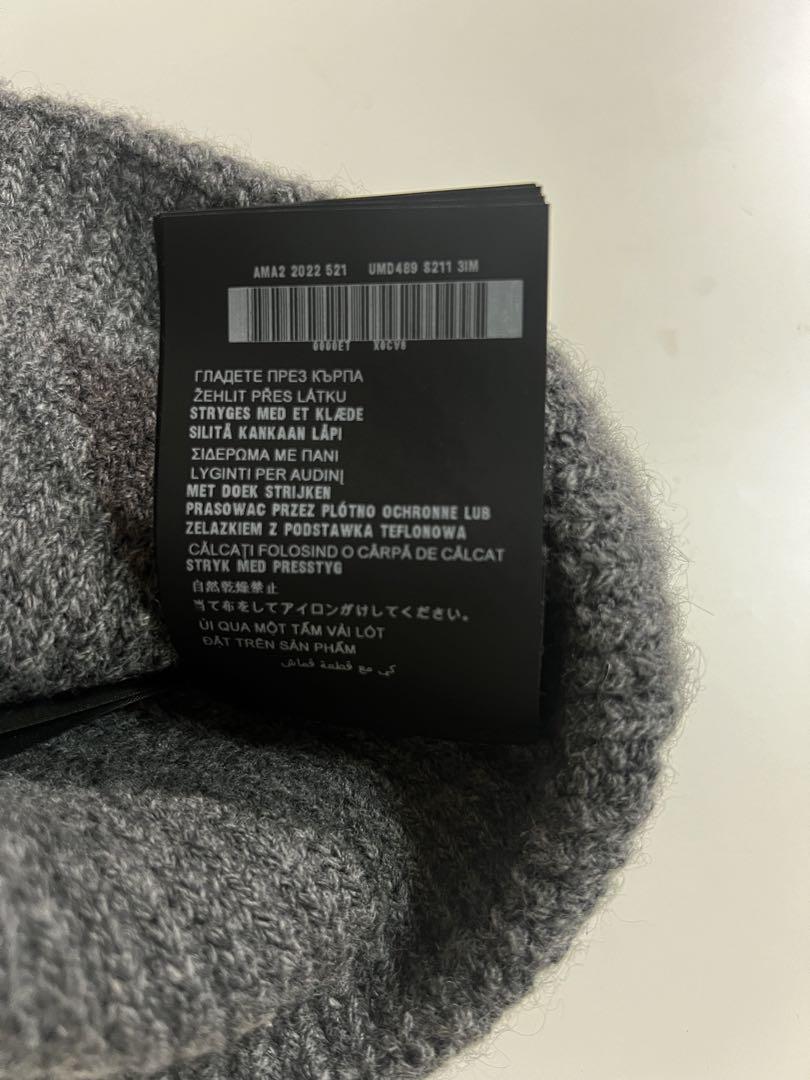 AMA2 2022 521 UMD489 S211 3IM
0000E1 X0CV6
ГЛАДЕТЕ ПРЕЗ КЪРПА
ŽEHLIT PŘES LÁTKU
STRYGES MED ET KLÆDE
SILITÄ KANKAAN LÄPI
ΣΙΔΕΡΩΜΑ ΜΕ ΠΑΝΙ
LYGINTI PER AUDINĮ
MET DOEK STRIJKEN
PRASOWAC PRZEZ PLÓTNO OCHRONNE LUB
ZELAZKIEM Z PODSTAWKA TEFLONOWA
CĂLCAȚI FOLOSIND O CÂRPĂ DE CĂLCAT
STRYK MED PRESSTYG
自然乾燥禁止
当て布をしてアイロンがけしてください。
ỦI QUA MỘT TẤM VẢI LÓT
ĐẶT TRÊN SẢN PHẨM
كي مع قطعة قماش